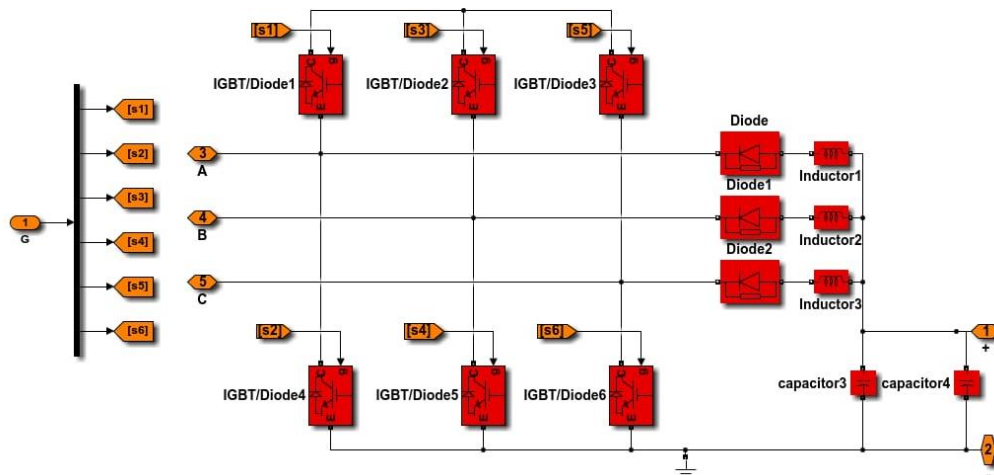 [s1]
[s3]
[s5]
G
C
E
IGBT/Diode1
G
C
E
IGBT/Diode2
G
C
E
IGBT/Diode3
[s1]
[s2]
[s3]
[s4]
[s5]
[s6]
1
G
3
A
4
B
5
C
Diode
Inductor1
Diode1
Inductor2
Diode2
Inductor3
[s2]
[s4]
[s6]
G
C
E
IGBT/Diode4
G
C
E
IGBT/Diode5
G
C
E
IGBT/Diode6
1
+
capacitor3
capacitor4
2